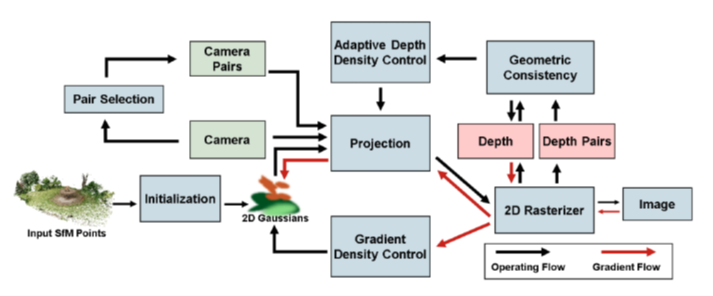 Camera
Pairs
Adaptive Depth
Density Control
Geometric
Consistency
Pair Selection
Camera
Projection
Depth
Depth Pairs
Initialization
2D Gaussians
Input SfM Points
2D Rasterizer
Image
Gradient
Density Control
Operating Flow
Gradient Flow